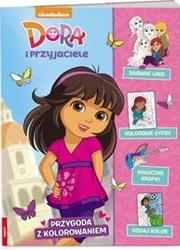 nickelodeon
DORA
I PRZYJACIELE
BARWNE LINIE
KOLOROWE CYFRY
MAGICZNE
KROPKI
DODAJ KOLOR
PRZYGODA
Z KOLOROWANIEM